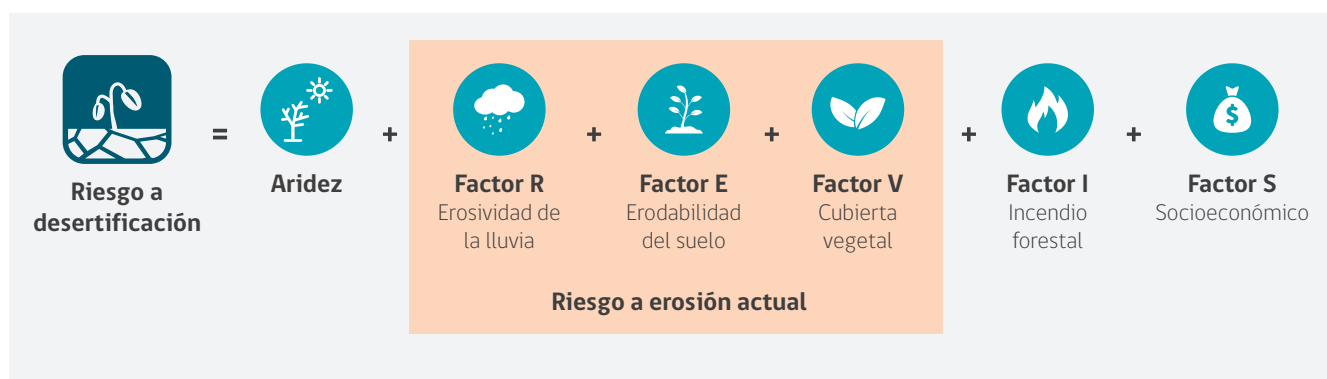 Riesgo a
desertificación
=
Aridez
+
Factor R
Erosividad de
la lluvia
+
Factor E
Erodabilidad
del suelo
+
Factor V
Cubierta
vegetal
Riesgo a erosión actual
+
Factor I
Incendio
forestal
+
$
Factor S
Socioeconómico